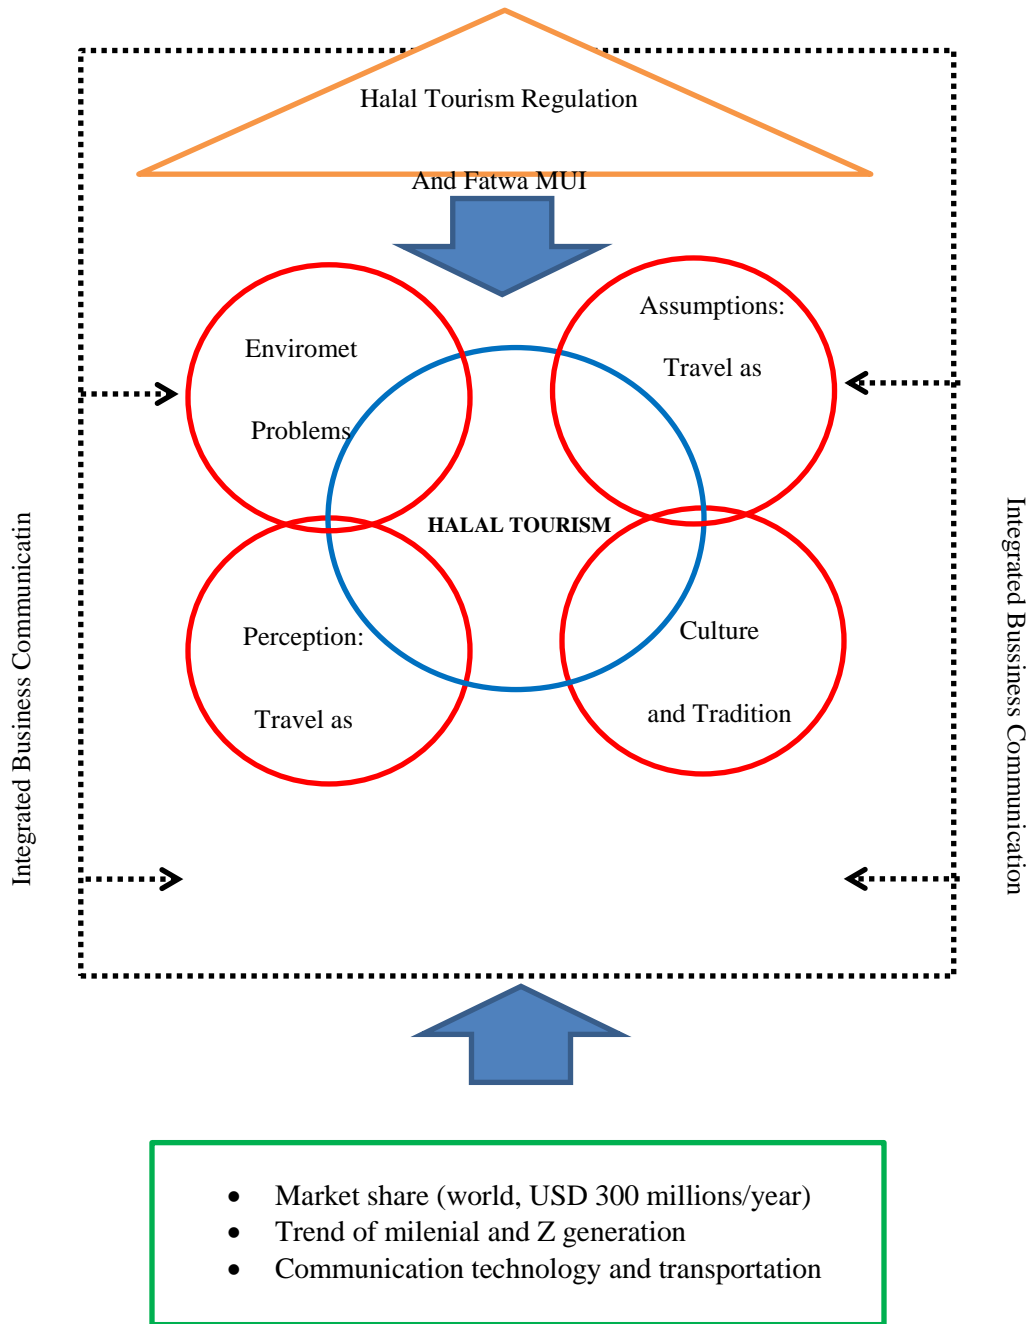 Halal Tourism Regulation
And Fatwa MUI
Enviromet
Problems
Assumptions:
Travel as
HALAL TOURISM
Perception:
Travel as
Culture
and Tradition
Integrated Business Communicatin
Integrated Bussiness Communication
• Market share (world, USD 300 millions/year)
• Trend of milenial and Z generation
• Communication technology and transportation